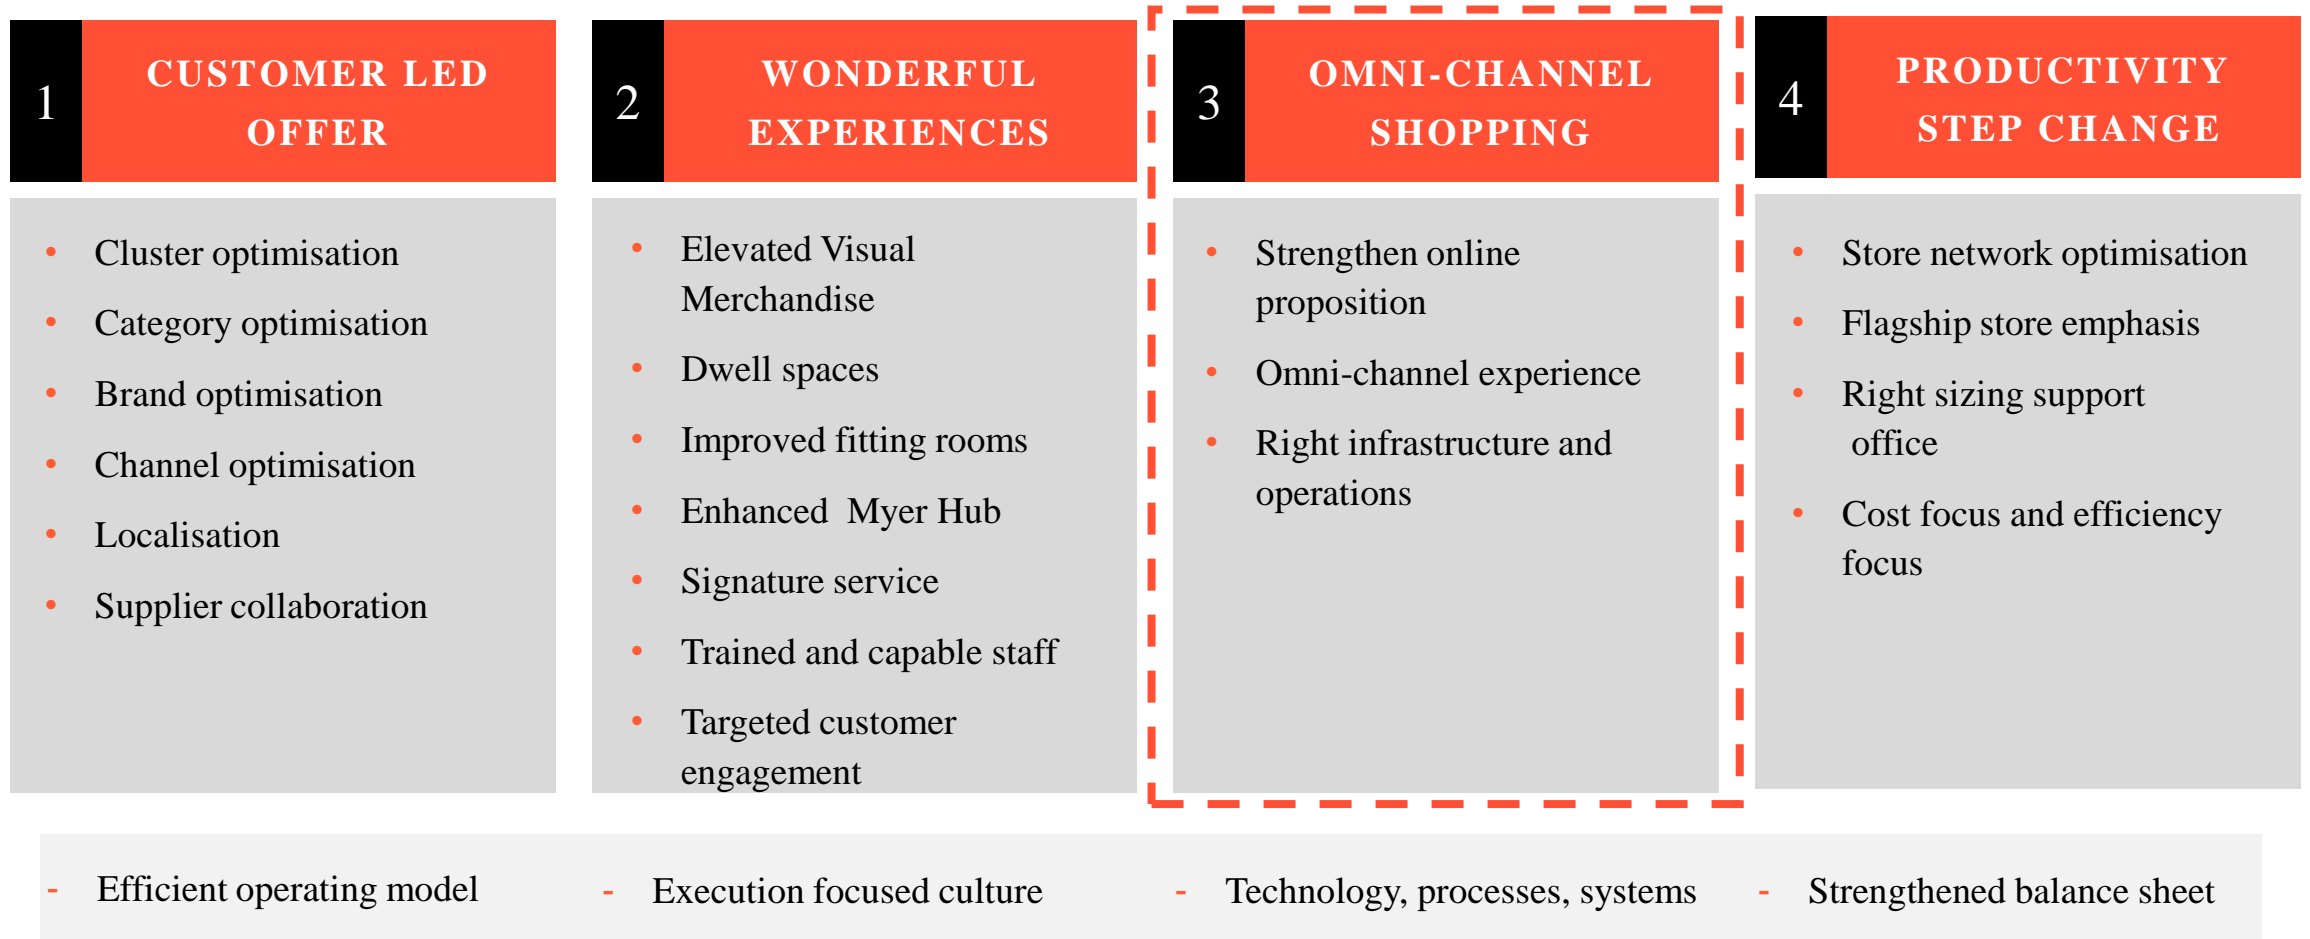 1
CUSTOMER LED
OFFER
• Cluster optimisation
• Category optimisation
• Brand optimisation
• Channel optimisation
• Localisation
• Supplier collaboration
2
WONDERFUL
EXPERIENCES
• Elevated Visual
Merchandise
• Dwell spaces
• Improved fitting rooms
• Enhanced  Myer Hub
• Signature service
• Trained and capable staff
• Targeted customer
engagement
3
OMNI-CHANNEL
SHOPPING
• Strengthen online
proposition
• Omni-channel experience
• Right infrastructure and
operations
4
PRODUCTIVITY
STEP CHANGE
• Store network optimisation
• Flagship store emphasis
• Right sizing support
office
• Cost focus and efficiency
focus
- Efficient operating model
- Execution focused culture
- Technology, processes, systems
- Strengthened balance sheet